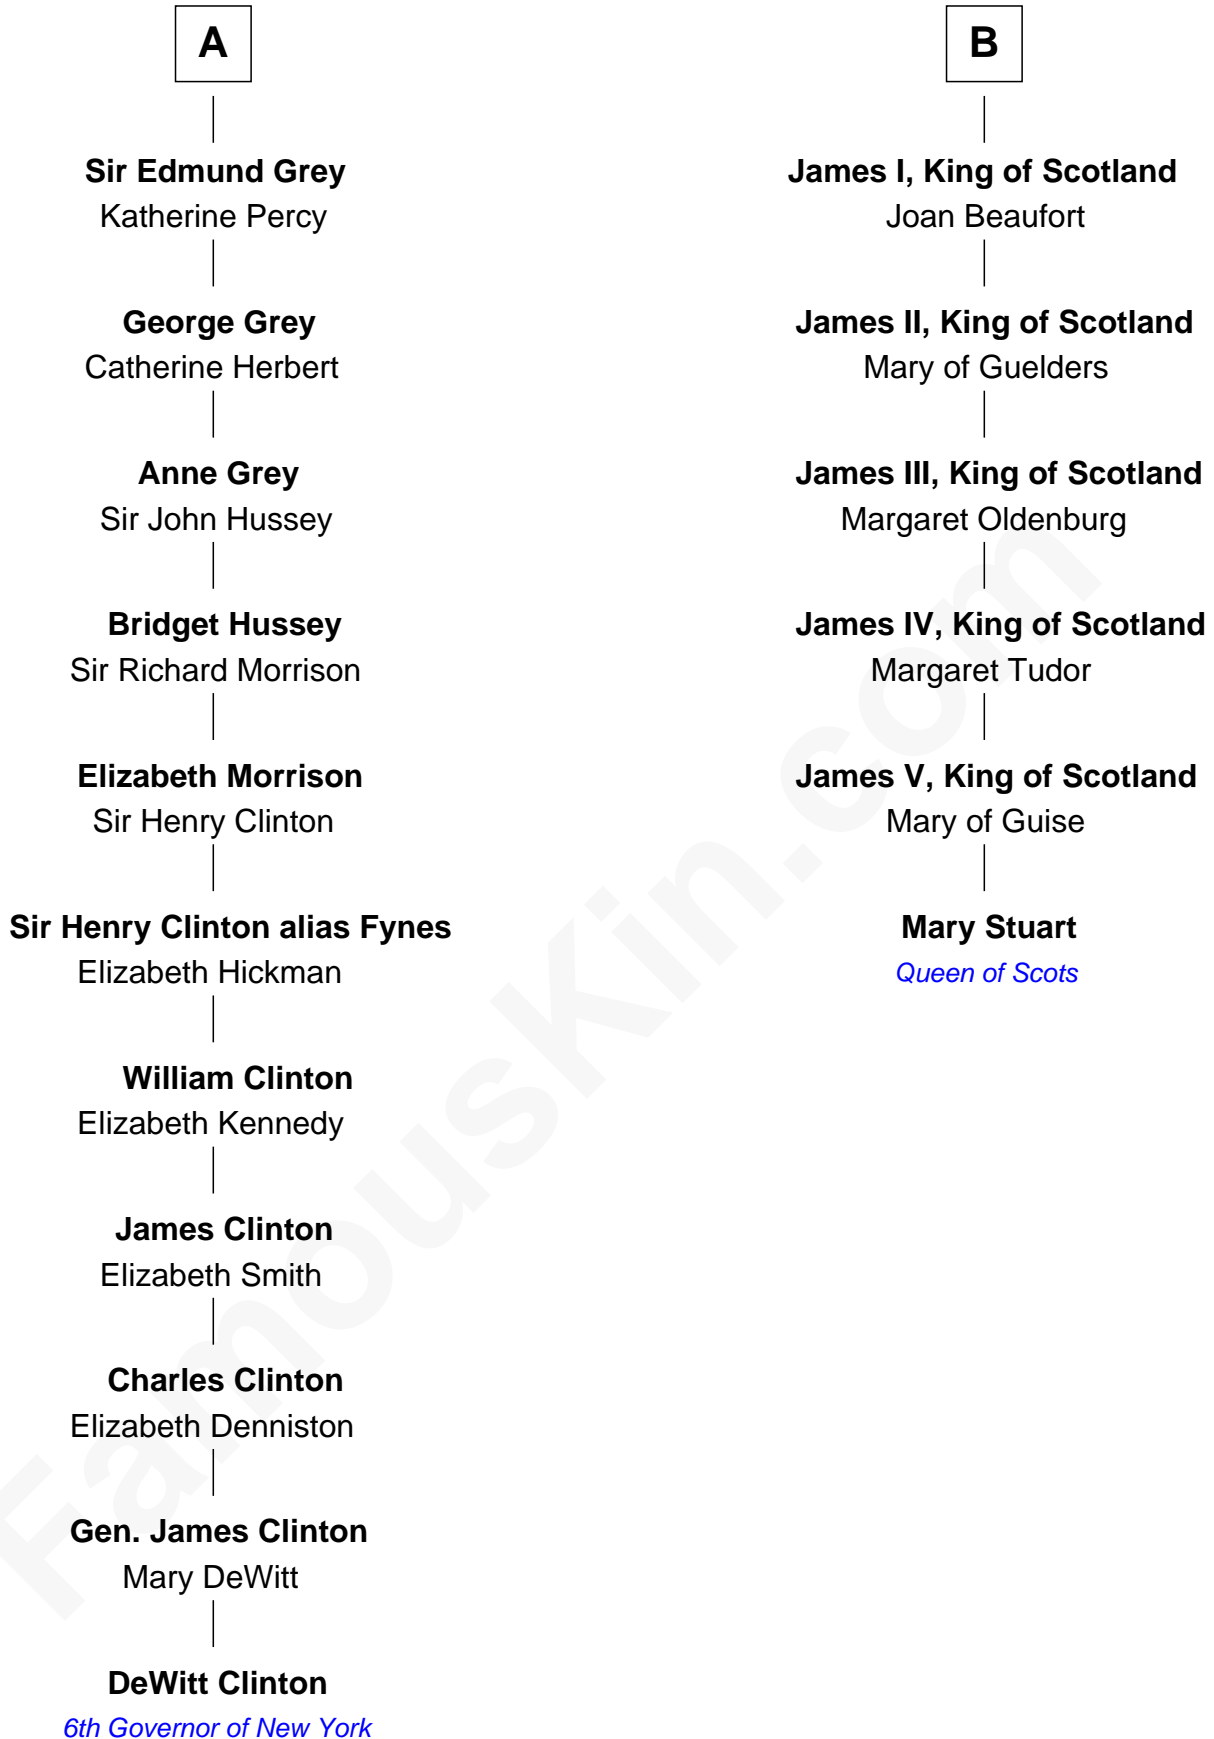 A
Sir Edmund Grey
Katherine Percy
George Grey
Catherine Herbert
Anne Grey
Sir John Hussey
Bridget Hussey
Sir Richard Morrison
Elizabeth Morrison
Sir Henry Clinton
Sir Henry Clinton alias Fynes
Elizabeth Hickman
William Clinton
Elizabeth Kennedy
James Clinton
Elizabeth Smith
Charles Clinton
Elizabeth Denniston
Gen. James Clinton
Mary DeWitt
DeWitt Clinton
6th Governor of New York
B
James I, King of Scotland
Joan Beaufort
James II, King of Scotland
Mary of Guelders
James III, King of Scotland
Margaret Oldenburg
James IV, King of Scotland
Margaret Tudor
James V, King of Scotland
Mary of Guise
Mary Stuart
Queen of Scots
FamousKin.com